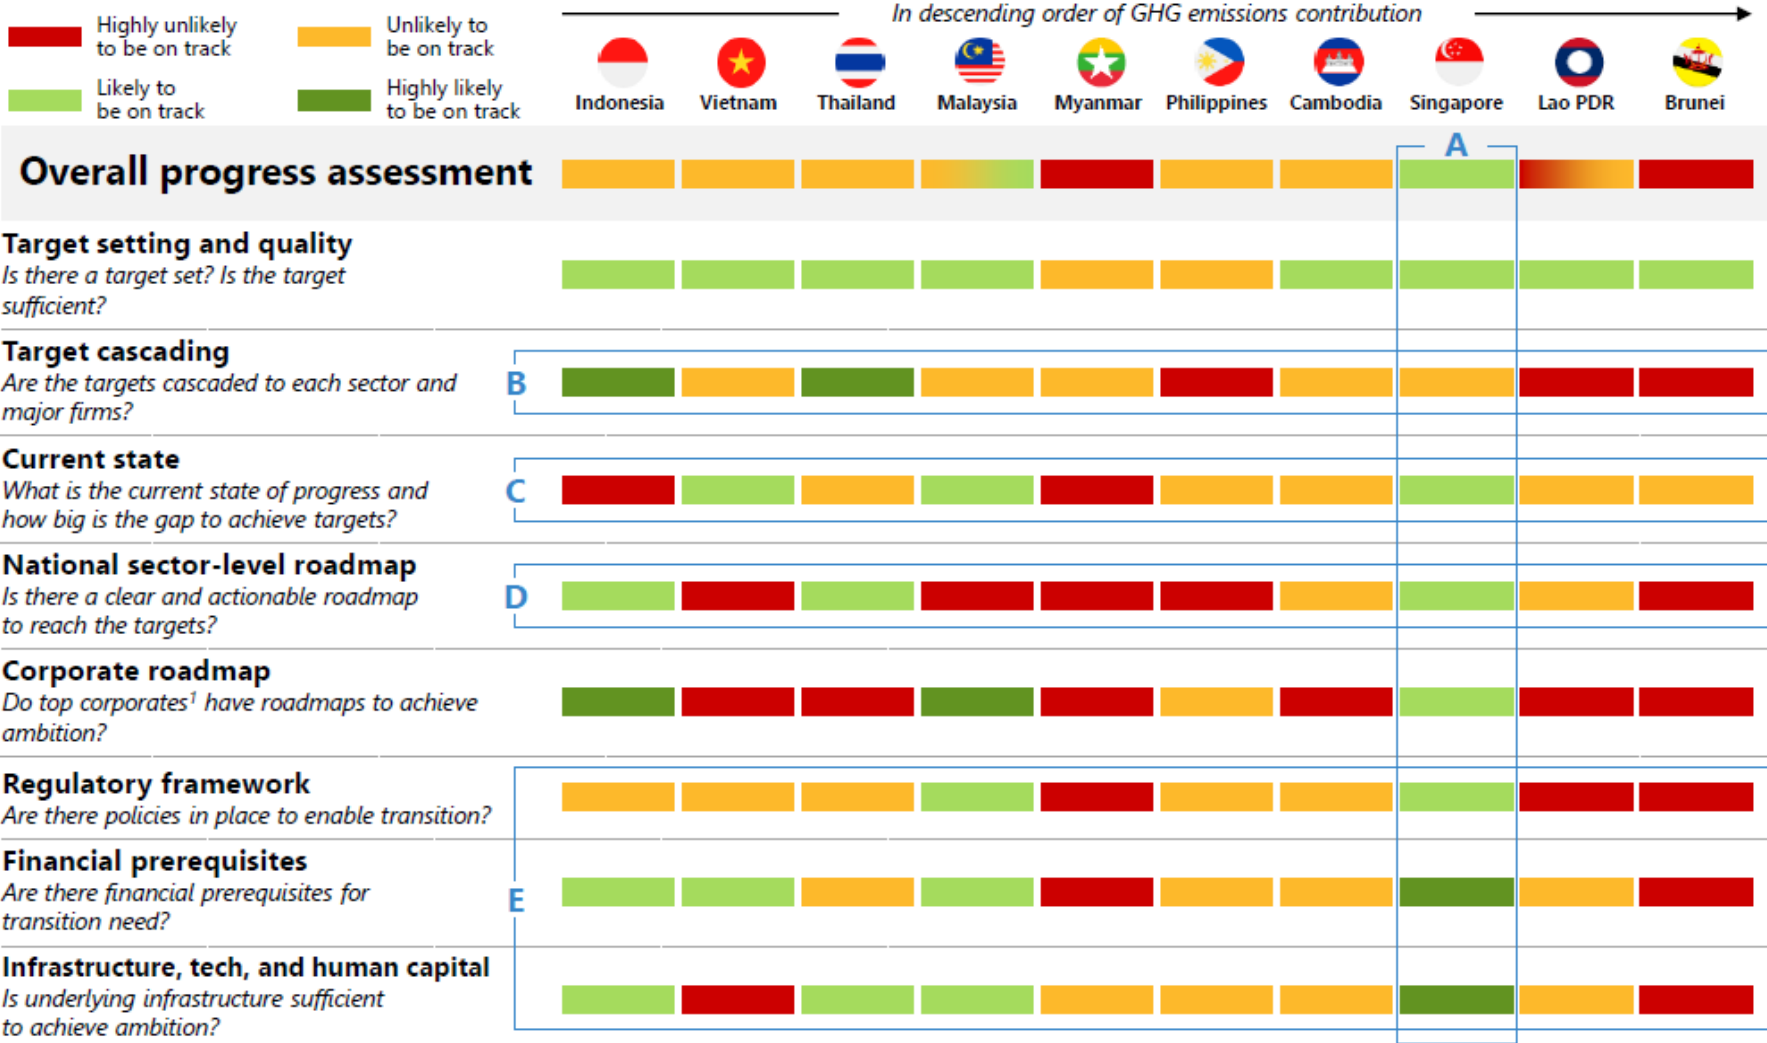 Highly unlikely
to be on track
Unlikely to
be on track
Likely to
be on track
Highly likely
to be on track
In descending order of GHG emissions contribution
Indonesia Vietnam Thailand Malaysia Myanmar Philippines Cambodia Singapore Lao PDR Brunei
A
Overall progress assessment
Target setting and quality
Is there a target set? Is the target
sufficient?
Target cascading
Are the targets cascaded to each sector and
major firms?
B
Current state
What is the current state of progress and
how big is the gap to achieve targets?
C
National sector-level roadmap
Is there a clear and actionable roadmap
to reach the targets?
D
Corporate roadmap
Do top corporates¹ have roadmaps to achieve
ambition?
Regulatory framework
Are there policies in place to enable transition?
Financial prerequisites
Are there financial prerequisites for
transition need?
E
Infrastructure, tech, and human capital
Is underlying infrastructure sufficient
to achieve ambition?